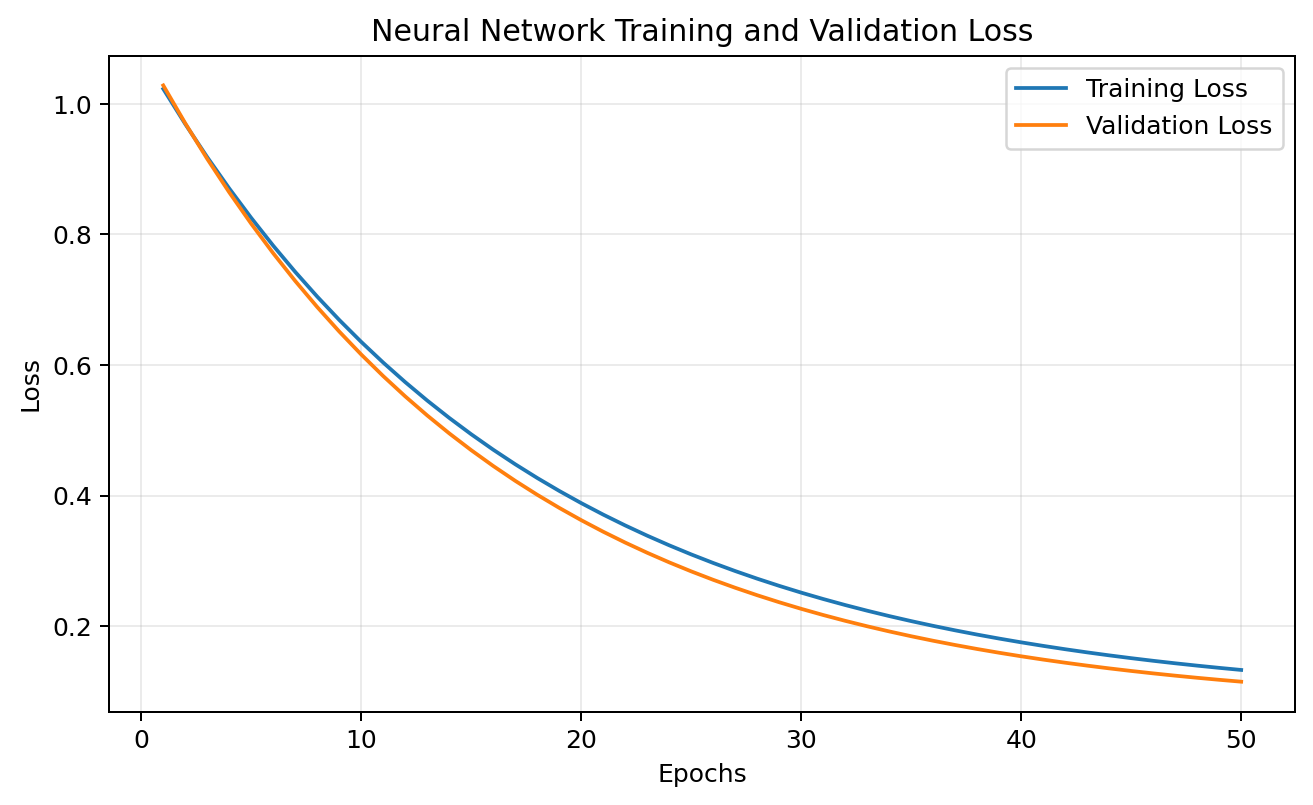 Neural Network Training and Validation Loss
Training Loss
Validation Loss
1.0
0.8
0.6
0.4
0.2
Loss
0 10 20 30 40 50
Epochs